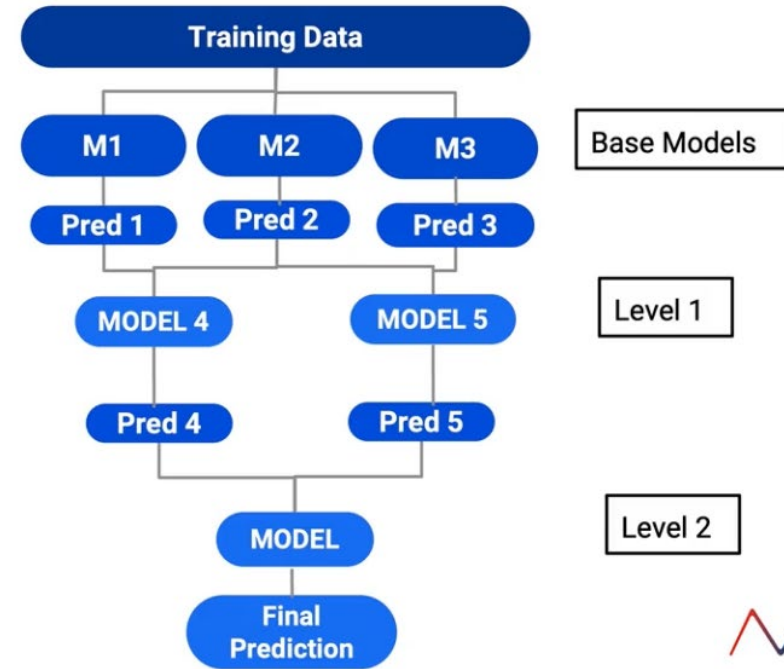 Training Data
M1
M2
M3
Base Models
Pred 1
Pred 2
Pred 3
MODEL 4
MODEL 5
Level 1
Pred 4
Pred 5
MODEL
Level 2
Final
Prediction